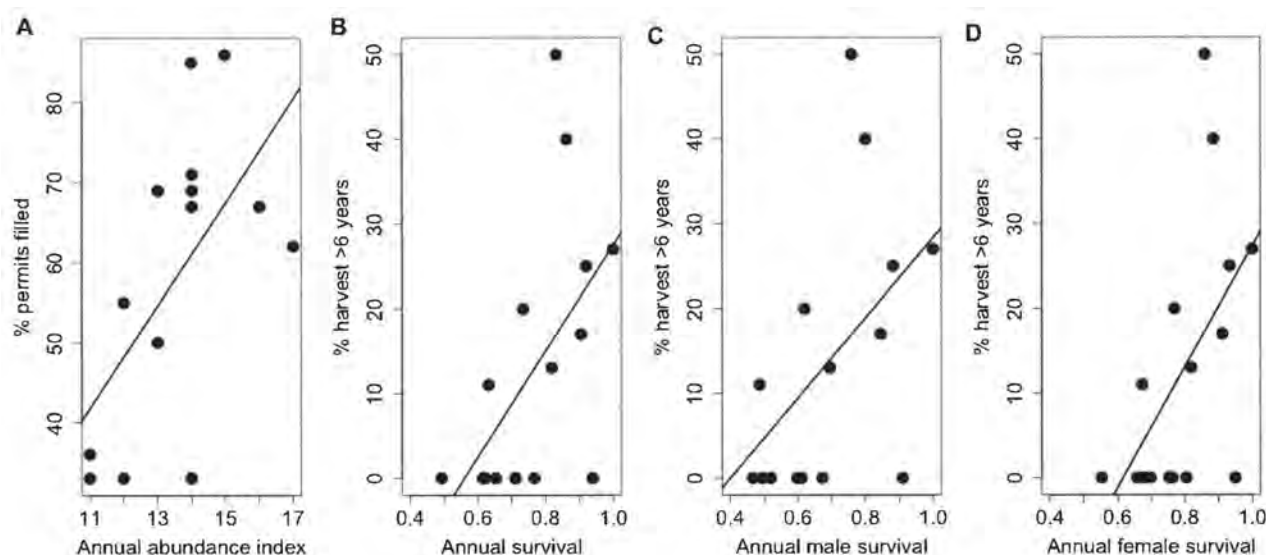 A
% permits filled
80
70
60
50
40
11 13 15 17
Annual abundance index
B
% harvest >6 years
50
40
30
20
10
0
0.4 0.6 0.8 1.0
Annual survival
C
% harvest >6 years
50
40
30
20
10
0
0.4 0.6 0.8 1.0
Annual male survival
D
% harvest >6 years
50
40
30
20
10
0
0.4 0.6 0.8 1.0
Annual female survival